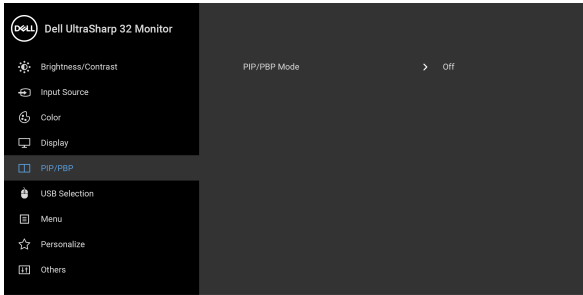 DELL Dell UltraSharp 32 Monitor
Brightness/Contrast
PIP/PBP Mode > Off
Input Source
Color
Display
PIP/PBP
USB Selection
Menu
Personalize
Others